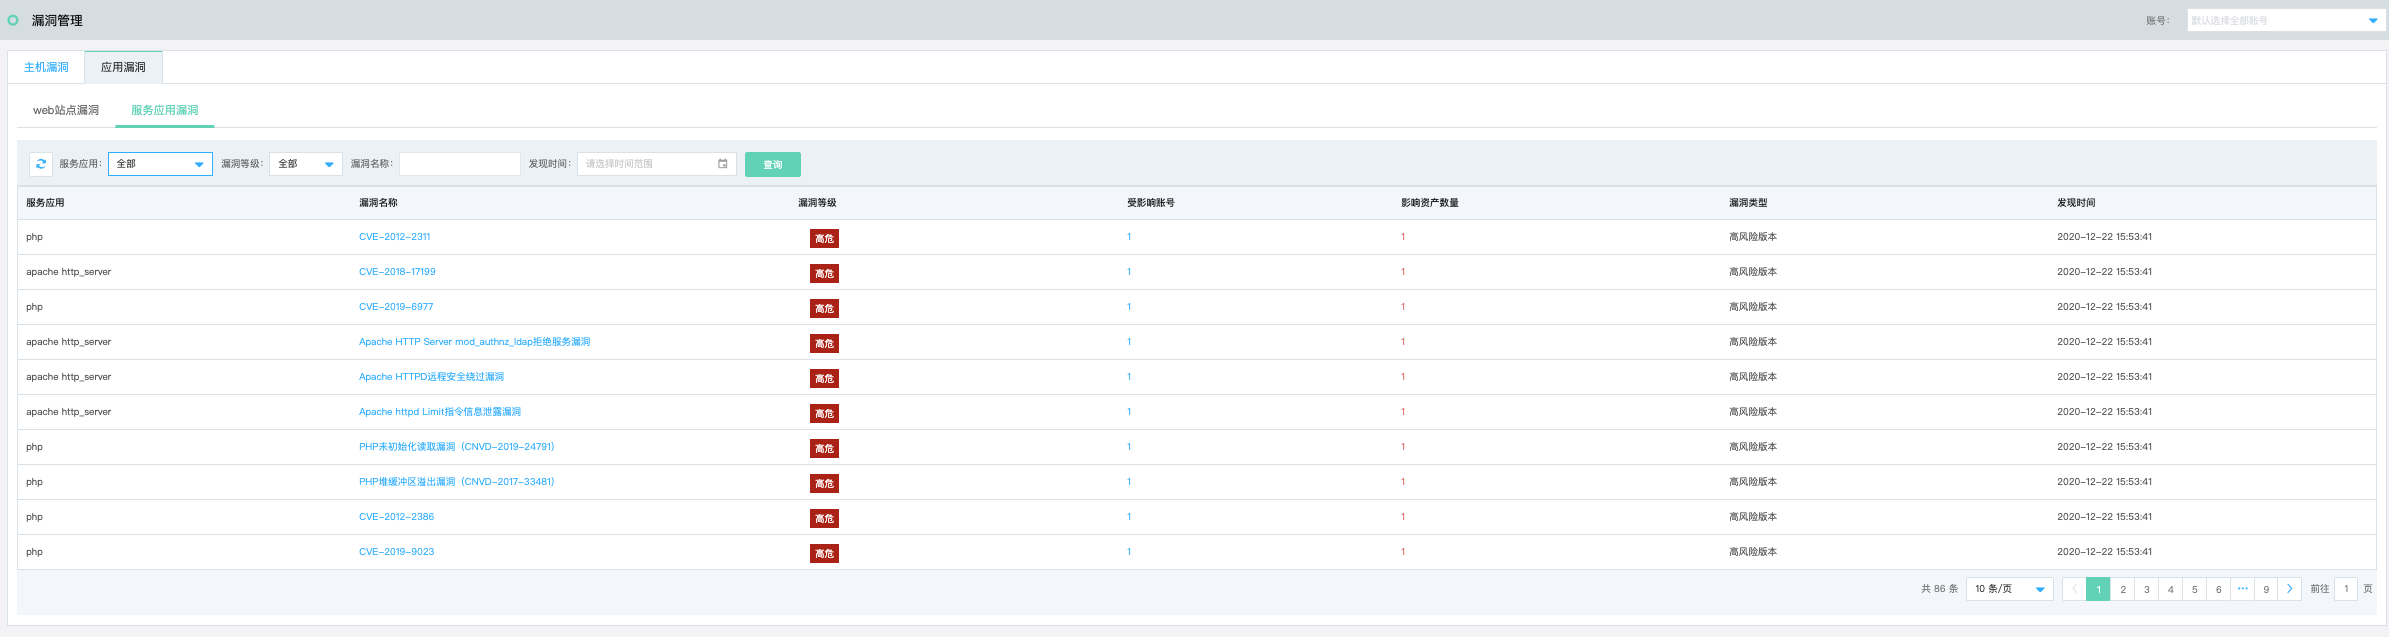 漏洞管理 账号： 默认选择全部账号
主机漏洞 应用漏洞
web站点漏洞 服务应用漏洞
服务应用： 全部 漏洞等级： 全部 漏洞名称： 发现时间： 请选择时间范围 查询
服务应用 漏洞名称 漏洞等级 受影响账号 影响资产数量 漏洞类型 发现时间
php CVE-2012-2311 高危 1 1 高风险版本 2020-12-22 15:53:41
apache http_server CVE-2018-17199 高危 1 1 高风险版本 2020-12-22 15:53:41
php CVE-2019-6977 高危 1 1 高风险版本 2020-12-22 15:53:41
apache http_server Apache HTTP Server mod_authnz_ldap拒绝服务漏洞 高危 1 1 高风险版本 2020-12-22 15:53:41
apache http_server Apache HTTPD远程安全绕过漏洞 高危 1 1 高风险版本 2020-12-22 15:53:41
apache http_server Apache httpd Limit指令信息泄露漏洞 高危 1 1 高风险版本 2020-12-22 15:53:41
php PHP未初始化读取漏洞（CNVD-2019-24791） 高危 1 1 高风险版本 2020-12-22 15:53:41
php PHP堆缓冲区溢出漏洞（CNVD-2017-33481） 高危 1 1 高风险版本 2020-12-22 15:53:41
php CVE-2012-2386 高危 1 1 高风险版本 2020-12-22 15:53:41
php CVE-2019-9023 高危 1 1 高风险版本 2020-12-22 15:53:41
共 86 条 10 条/页 1 2 3 4 5 6 ··· 9 前往 1 页